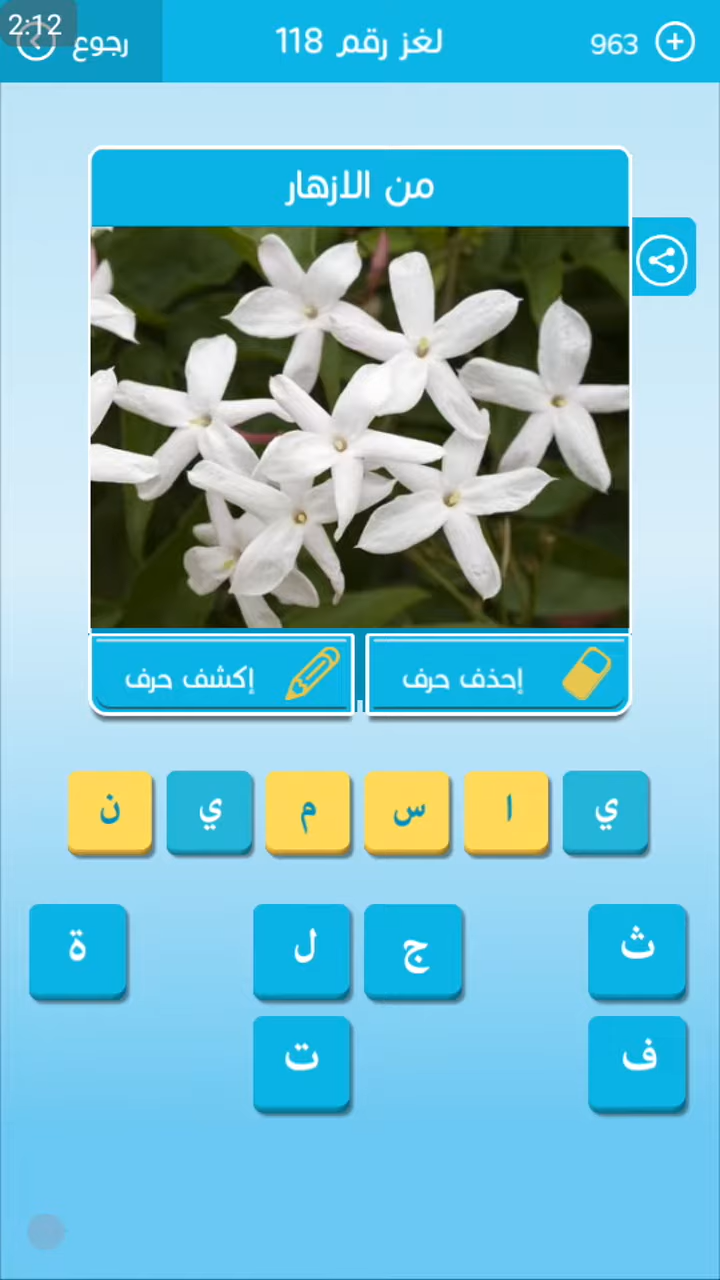 2:12
رجوع
لغز رقم 118
963
من الازهار
إكشف حرف
إحذف حرف
ي ا س م ي ن
ة ل ج ث
ت ف